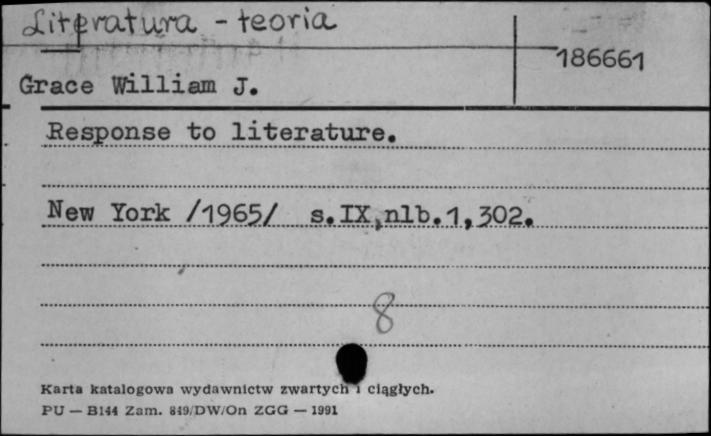 Literatura - teoria
186661
Grace William J.
Response to literature.
New York /1965/ s.IX,nlb.1,302.
8
Karta katalogowa wydawnictw zwartych i ciągłych.
PU — B144 Zam. 849/DW/On ZGG — 1991